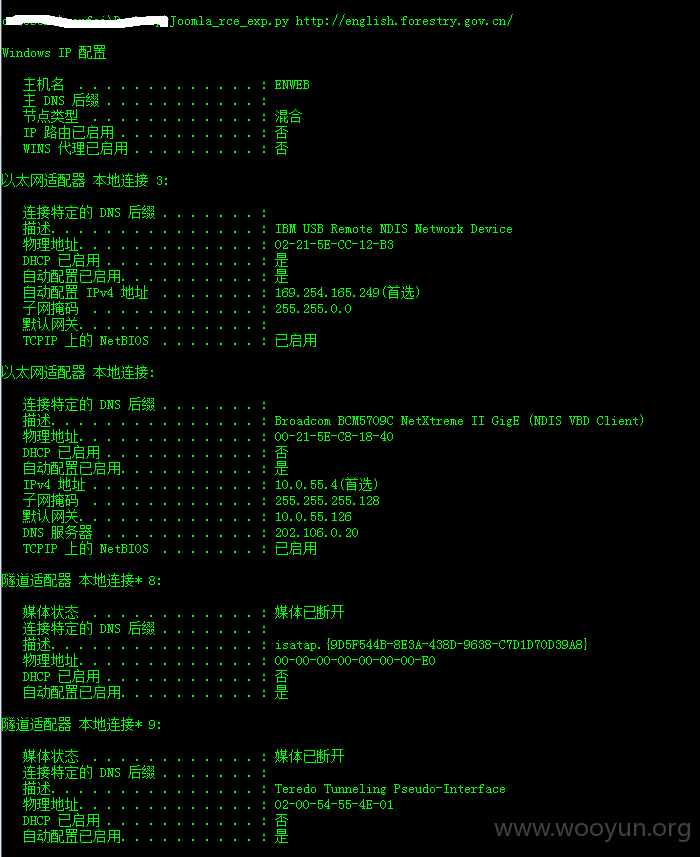 Joomla_rce_exp.py http://english.forestry.gov.cn/
Windows IP 配置
主机名 . . . . . . . . . . . . . : ENWEB
主 DNS 后缀 . . . . . . . . . . . :
节点类型 . . . . . . . . . . . . : 混合
IP 路由已启用 . . . . . . . . . . : 否
WINS 代理已启用 . . . . . . . . . : 否
以太网适配器 本地连接 3:
连接特定的 DNS 后缀 . . . . . . . :
描述. . . . . . . . . . . . . . . : IBM USB Remote NDIS Network Device
物理地址. . . . . . . . . . . . . : 02-21-5E-CC-12-B3
DHCP 已启用 . . . . . . . . . . . : 是
自动配置已启用. . . . . . . . . . : 是
自动配置 IPv4 地址 . . . . . . . : 169.254.165.249(首选)
子网掩码 . . . . . . . . . . . . : 255.255.0.0
默认网关. . . . . . . . . . . . . :
TCPIP 上的 NetBIOS . . . . . . . : 已启用
以太网适配器 本地连接:
连接特定的 DNS 后缀 . . . . . . . :
描述. . . . . . . . . . . . . . . : Broadcom BCM5709C NetXtreme II GigE (NDIS VBD Client)
物理地址. . . . . . . . . . . . . : 00-21-5E-C8-18-40
DHCP 已启用 . . . . . . . . . . . : 否
自动配置已启用. . . . . . . . . . : 是
IPv4 地址 . . . . . . . . . . . . : 10.0.55.4(首选)
子网掩码 . . . . . . . . . . . . : 255.255.255.128
默认网关. . . . . . . . . . . . . : 10.0.55.126
DNS 服务器 . . . . . . . . . . . : 202.106.0.20
TCPIP 上的 NetBIOS . . . . . . . : 已启用
隧道适配器 本地连接* 8:
媒体状态 . . . . . . . . . . . . : 媒体已断开
连接特定的 DNS 后缀 . . . . . . . :
描述. . . . . . . . . . . . . . . : isatap.{9D5F544B-8E3A-438D-9638-C7D1D70D39A8}
物理地址. . . . . . . . . . . . . : 00-00-00-00-00-00-00-E0
DHCP 已启用 . . . . . . . . . . . : 否
自动配置已启用. . . . . . . . . . : 是
隧道适配器 本地连接* 9:
媒体状态 . . . . . . . . . . . . : 媒体已断开
连接特定的 DNS 后缀 . . . . . . . :
描述. . . . . . . . . . . . . . . : Teredo Tunneling Pseudo-Interface
物理地址. . . . . . . . . . . . . : 02-00-54-55-4E-01
DHCP 已启用 . . . . . . . . . . . : 否
自动配置已启用. . . . . . . . . . : 是
www.wooyun.org